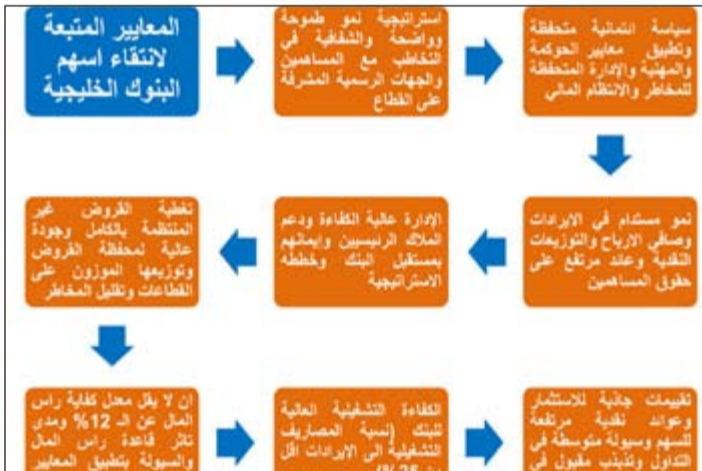 المعايير المتبعة
لانتقاء اسهم
البنوك الخليجية
استراتيجية نمو طموحة
وواضحة والشفافية في
التخاطب مع المساهمين
والجهات الرسمية المشرفة
على القطاع
سياسة ائتمانية متحفظة
وتطبيق معايير الحوكمة
والمهنية والإدارة المتحفظة
للمخاطر والانتظام المالي
نمو مستدام في الايرادات
وصافي الارباح والتوزيعات
النقدية وعائد مرتفع على
حقوق المساهمين
الادارة عالية الكفاءة ودعم
الملاك الرئيسيين وإيمانهم
بمستقبل البنك وخططه
الاستراتيجية
تغطية القروض غير
المنتظمة بالكامل وجودة
عالية لمحفظة القروض
وتوزيعها الموزون على
القطاعات وتقليل المخاطر
ان لا يقل معدل كفاية راس
المال عن الـ 12% ومدى
تاثر قاعدة راس المال
والسيولة بتطبيق المعايير
الكفاءة التشغيلية العالية
للبنك (نسبة المصاريف
التشغيلية الى الايرادات اقل
تقييمات جاذبة للاستثمار
وعوائد نقدية مرتفعة
للسهم وسيولة متوسطة في
التداول وتذبذب مقبول في